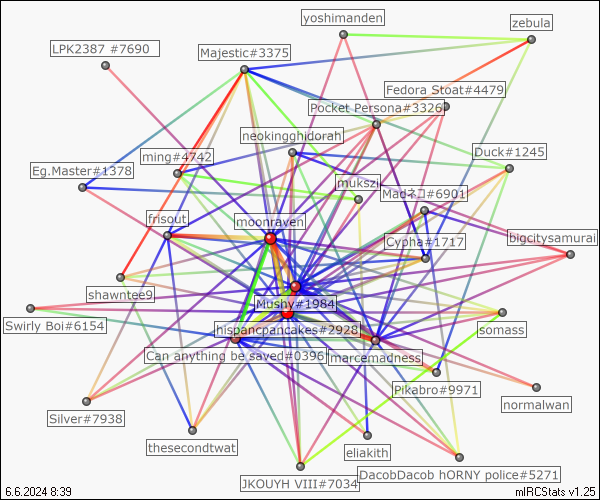 yoshimanden
zebula
LPK2387 #7690
Majestic#3375
Fedora Stoat#4479
Pocket Persona#3326
neokingghidorah
ming#4742
Duck#1245
Eg.Master#1378
mukszi
Madネコ#6901
frisout
moonraven
Cypha#1717
bigcitysamurai
shawntee9
Mushy#1984
Swirly Boi#6154
hispancpancakes#2928
somass
Can anything be saved#0396
marcemadness
Pikabro#9971
normalwan
Silver#7938
thesecondtwat
eliakith
DacobDacob hORNY police#5271
JKOUYH VIII#7034
6.6.2024 8:39
mIRCStats v1.25